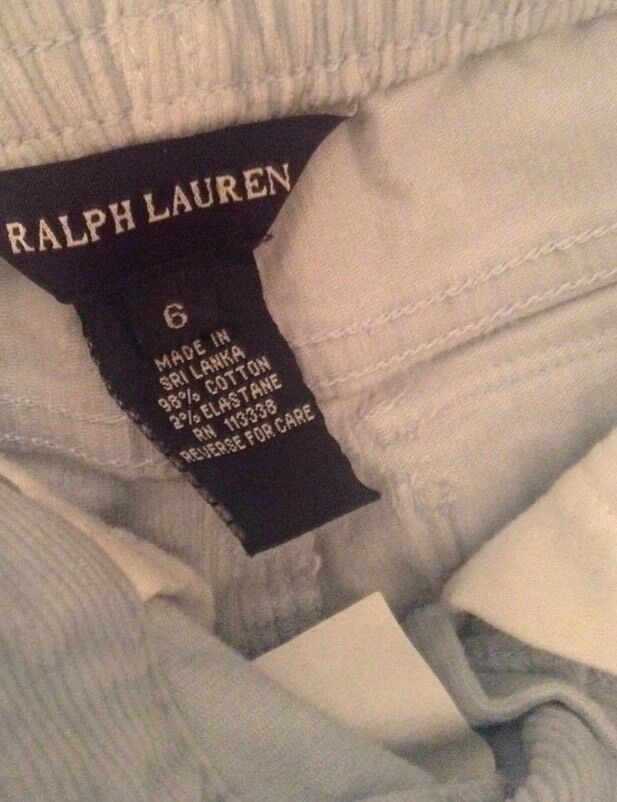 RALPH LAUREN
6
MADE IN
SRI LANKA
98% COTTON
2% ELASTANE
RN 113338
REVERSE FOR CARE